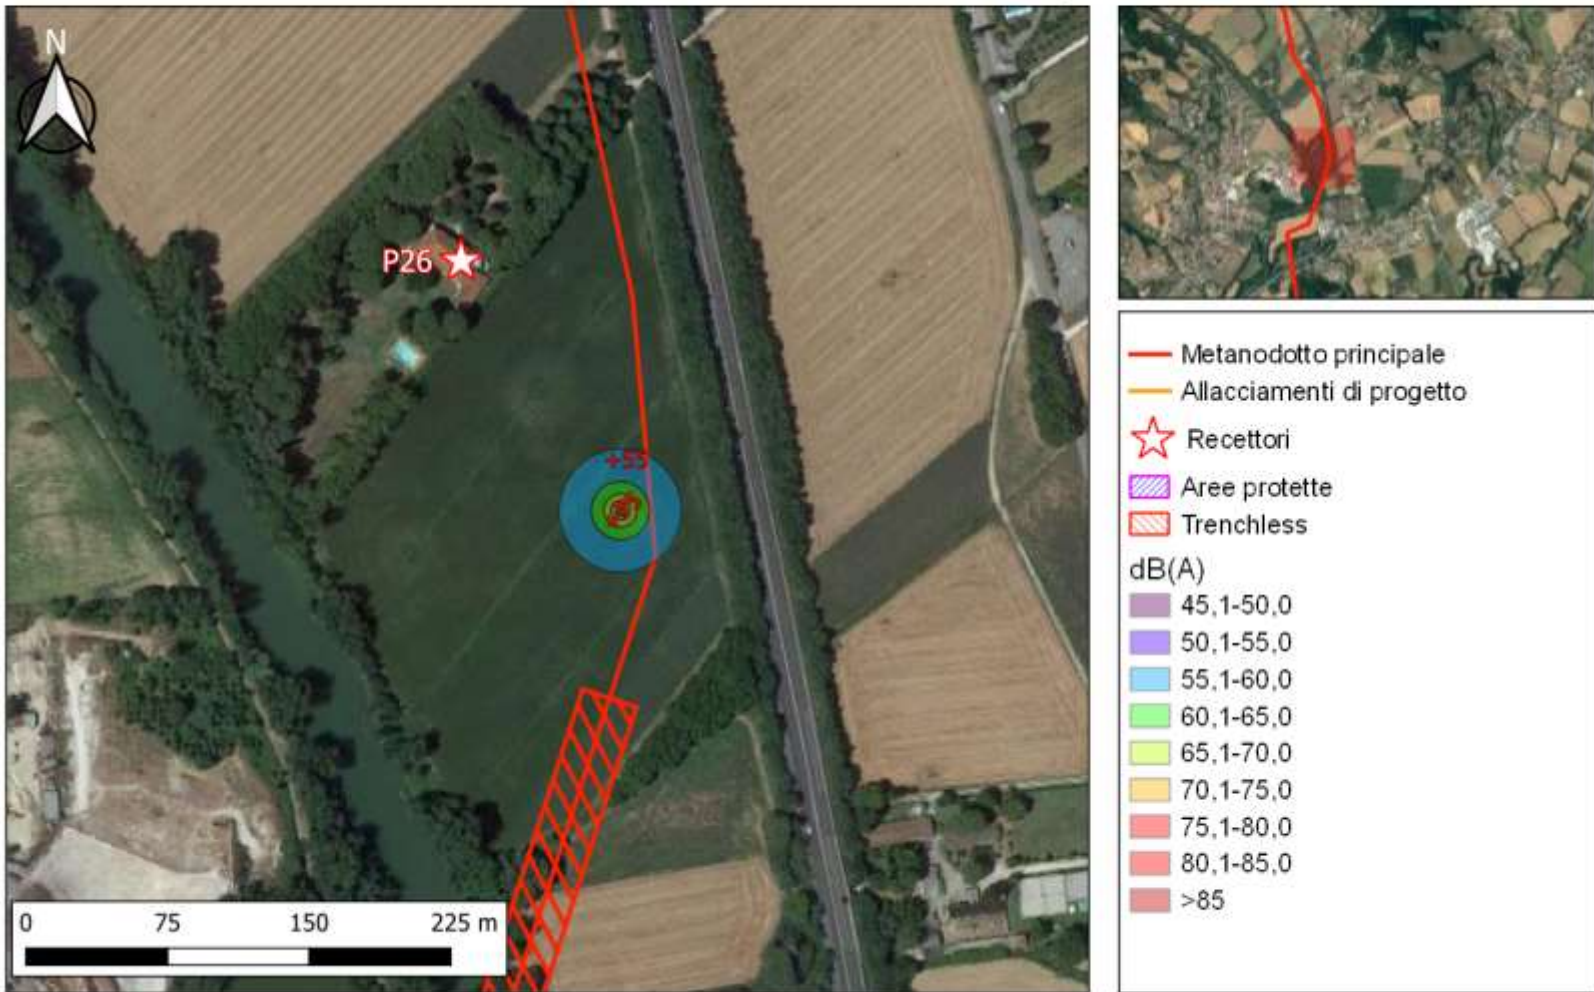 N
P26
+55
0 75 150 225 m
Metanodotto principale
Allacciamenti di progetto
Recettori
Aree protette
Trenchless
dB(A)
45,1-50,0
50,1-55,0
55,1-60,0
60,1-65,0
65,1-70,0
70,1-75,0
75,1-80,0
80,1-85,0
>85